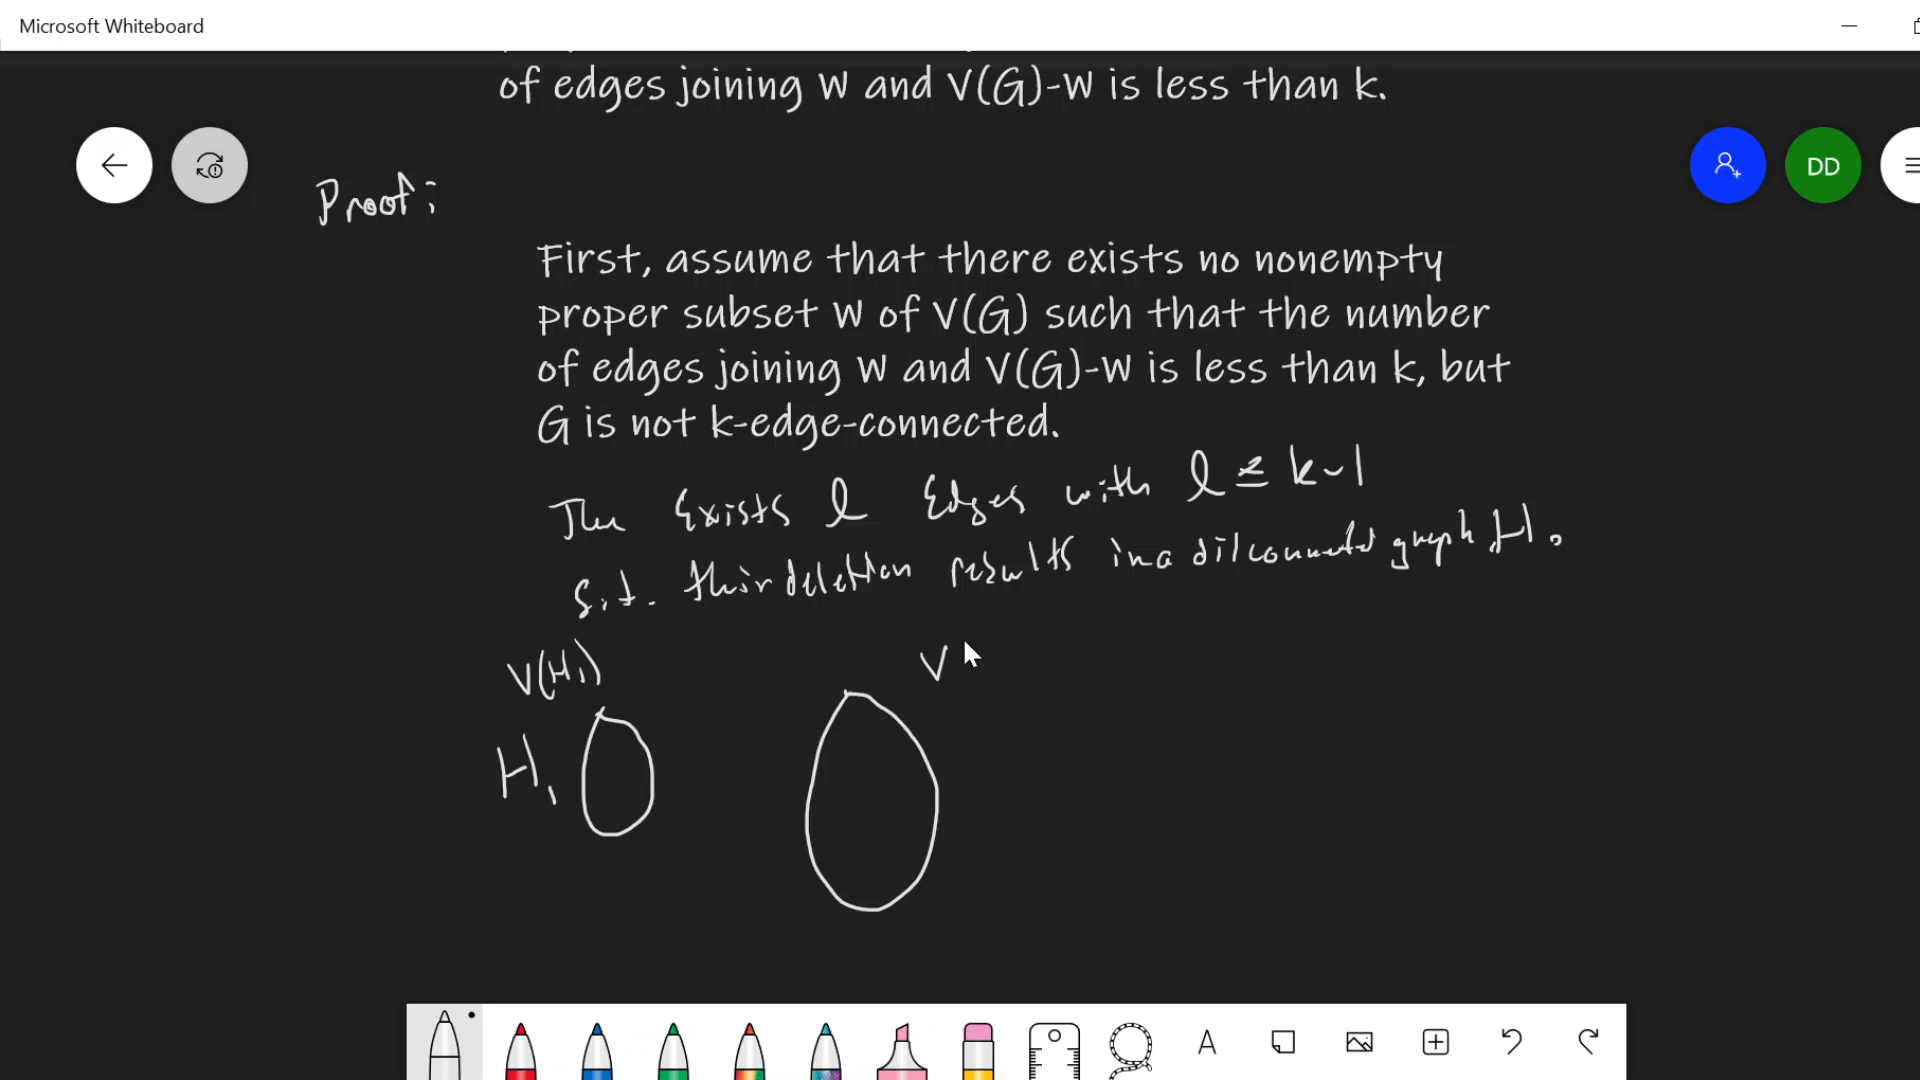 Microsoft Whiteboard
of edges joining W and V(G)-W is less than k.
DD
Proof:
First, assume that there exists no nonempty
proper subset W of V(G) such that the number
of edges joining W and V(G)-W is less than k, but
G is not k-edge-connected.
The Exists l Edges with l ≤ k-1
s.t. their deletion results in a disconnected graph, H.
V(H₁)
V
H₁
A